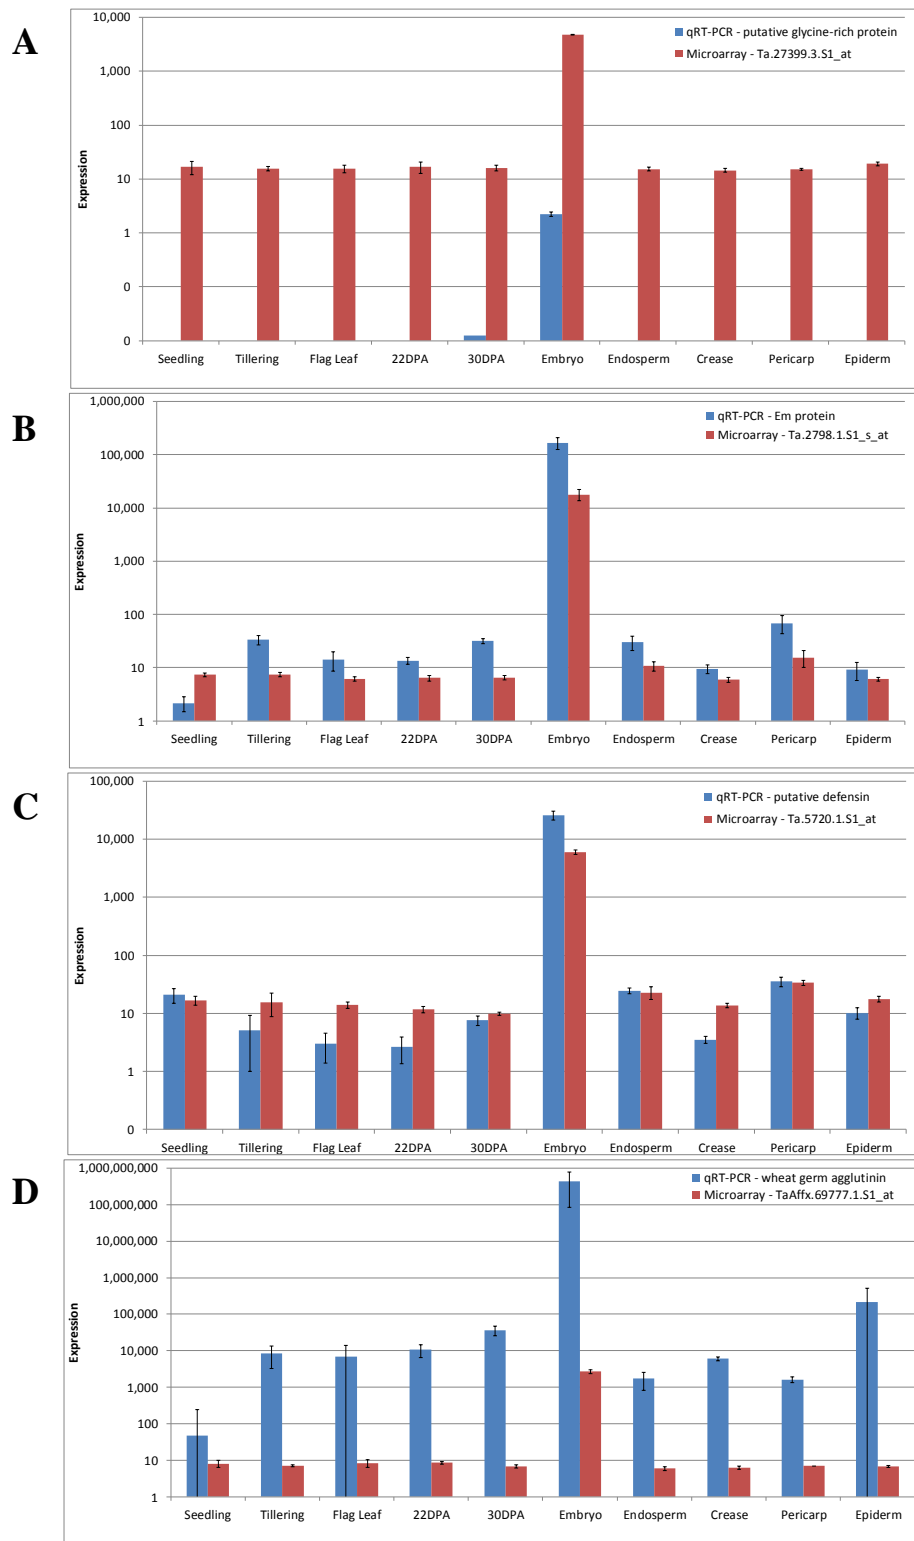 A
qRT-PCR - putative glycine-rich protein
Microarray - Ta.27399.3.S1_at
Expression
10,000
1,000
100
10
1
0
0
Seedling Tillering Flag Leaf 22DPA 30DPA Embryo Endosperm Crease Pericarp Epiderm
B
qRT-PCR - Em protein
Microarray - Ta.2798.1.S1_s_at
Expression
1,000,000
100,000
10,000
1,000
100
10
1
Seedling Tillering Flag Leaf 22DPA 30DPA Embryo Endosperm Crease Pericarp Epiderm
C
qRT-PCR - putative defensin
Microarray - Ta.5720.1.S1_at
Expression
100,000
10,000
1,000
100
10
1
0
Seedling Tillering Flag Leaf 22DPA 30DPA Embryo Endosperm Crease Pericarp Epiderm
D
qRT-PCR - wheat germ agglutinin
Microarray - TaAffx.69777.1.S1_at
Expression
1,000,000,000
100,000,000
10,000,000
1,000,000
100,000
10,000
1,000
100
10
1
Seedling Tillering Flag Leaf 22DPA 30DPA Embryo Endosperm Crease Pericarp Epiderm